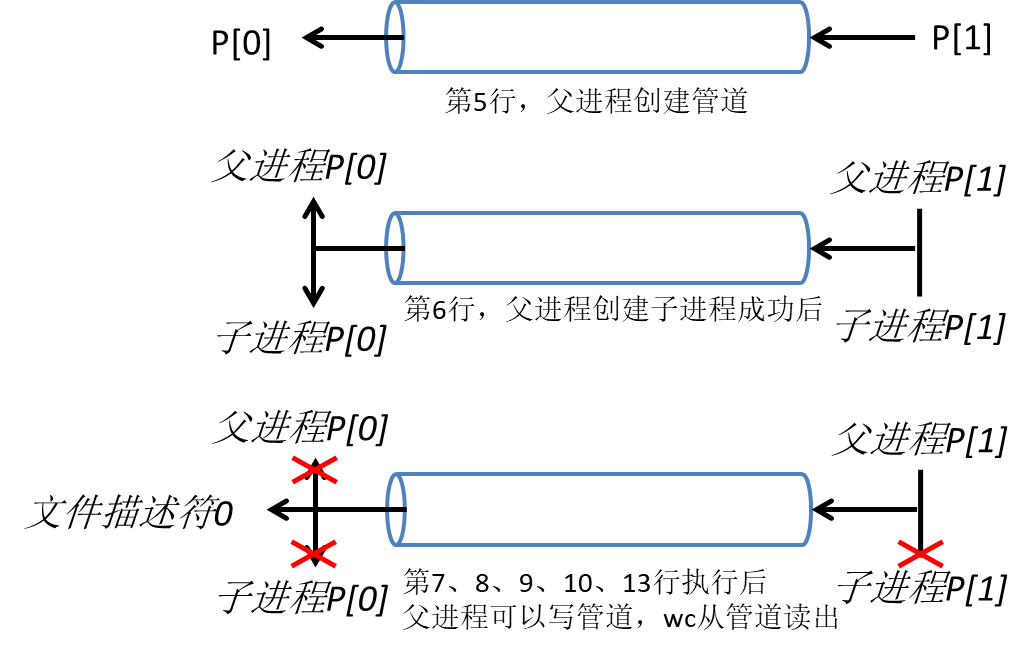 P[0]
P[1]
第5行，父进程创建管道
父进程P[0]
父进程P[1]
第6行，父进程创建子进程成功后
子进程P[0]
子进程P[1]
父进程P[0]
父进程P[1]
文件描述符0
子进程P[0]
第7、8、9、10、13行执行后
父进程可以写管道，wc从管道读出
子进程P[1]